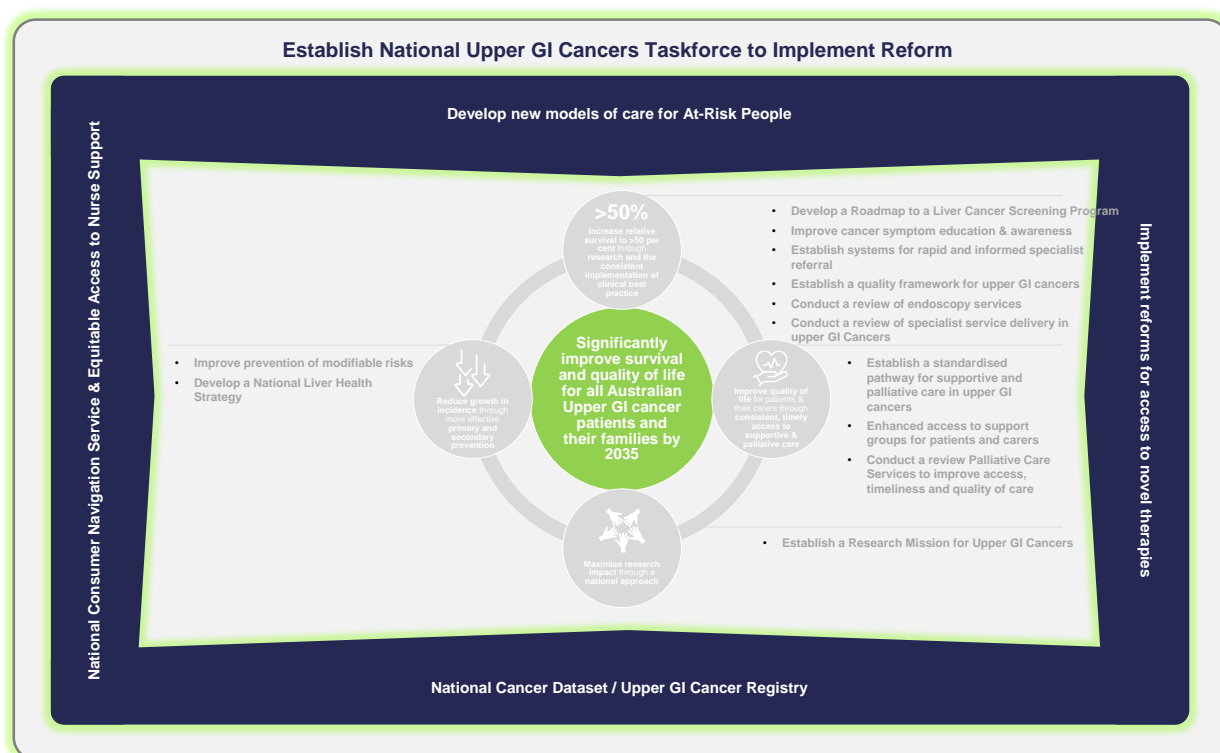 Establish National Upper GI Cancers Taskforce to Implement Reform
Develop new models of care for At-Risk People
National Consumer Navigation Service & Equitable Access to Nurse Support
>50%
Increase relative
survival to >50 per
cent through
research and the
consistent
implementation of
clinical best
practice
• Develop a Roadmap to a Liver Cancer Screening Program
• Improve cancer symptom education & awareness
• Establish systems for rapid and informed specialist
referral
• Establish a quality framework for upper GI cancers
• Conduct a review of endoscopy services
• Conduct a review of specialist service delivery in
upper GI Cancers
• Improve prevention of modifiable risks
• Develop a National Liver Health
Strategy
Reduce growth in
incidence through
more effective
primary and
secondary
prevention
Significantly
improve survival
and quality of life
for all Australian
Upper GI cancer
patients and
their families by
2035
Improve quality of
life for patients &
their carers through
consistent, timely
access to
supportive &
palliative care
• Establish a standardised
pathway for supportive and
palliative care in upper GI
cancers
• Enhanced access to support
groups for patients and carers
• Conduct a review Palliative Care
Services to improve access,
timeliness and quality of care
Maximise research
impact through a
national approach
• Establish a Research Mission for Upper GI Cancers
Implement reforms for access to novel therapies
National Cancer Dataset / Upper GI Cancer Registry